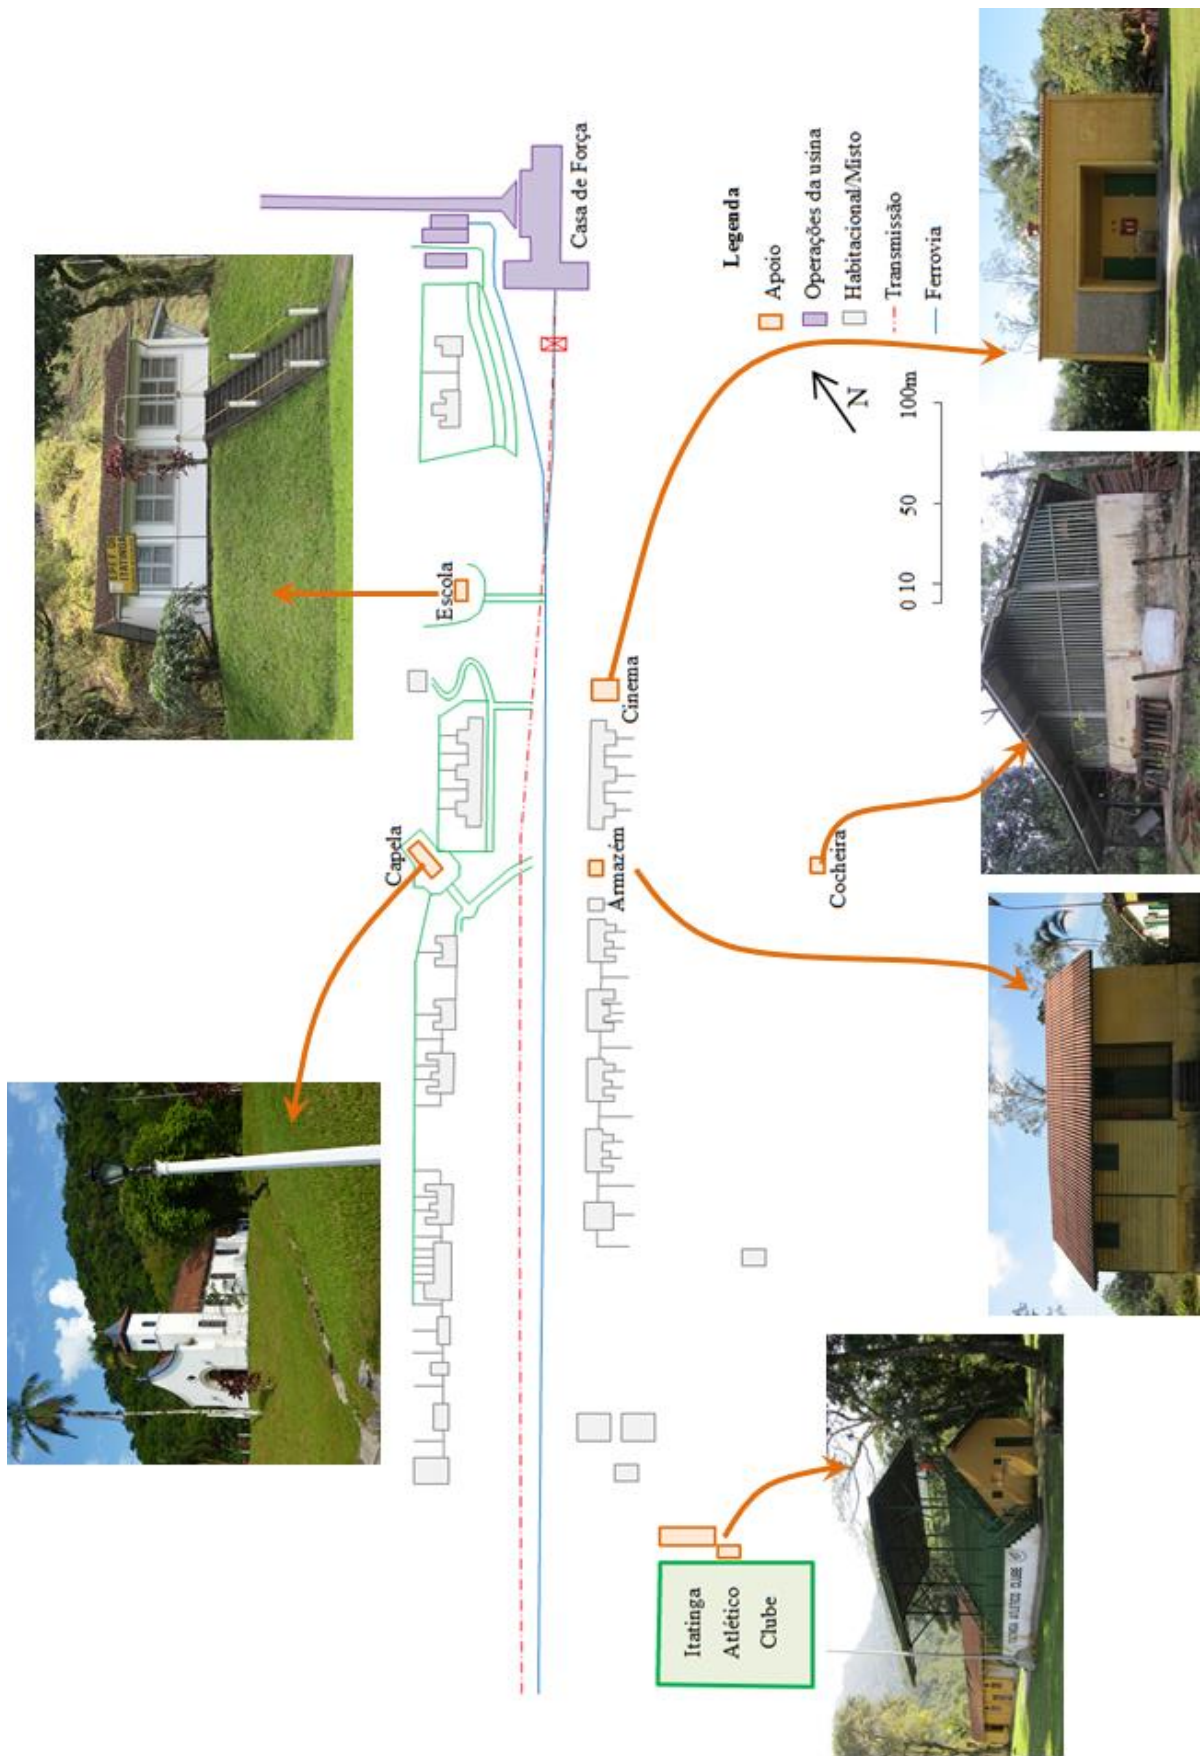 Casa de Força
Escola
Capela
Cinema
Armazém
Cocheira
Itatinga
Atlético
Clube
Legenda
Apoio
Operações da usina
Habitacional/Misto
Transmissão
Ferrovia
N
0 10 50 100m
ITATINGA